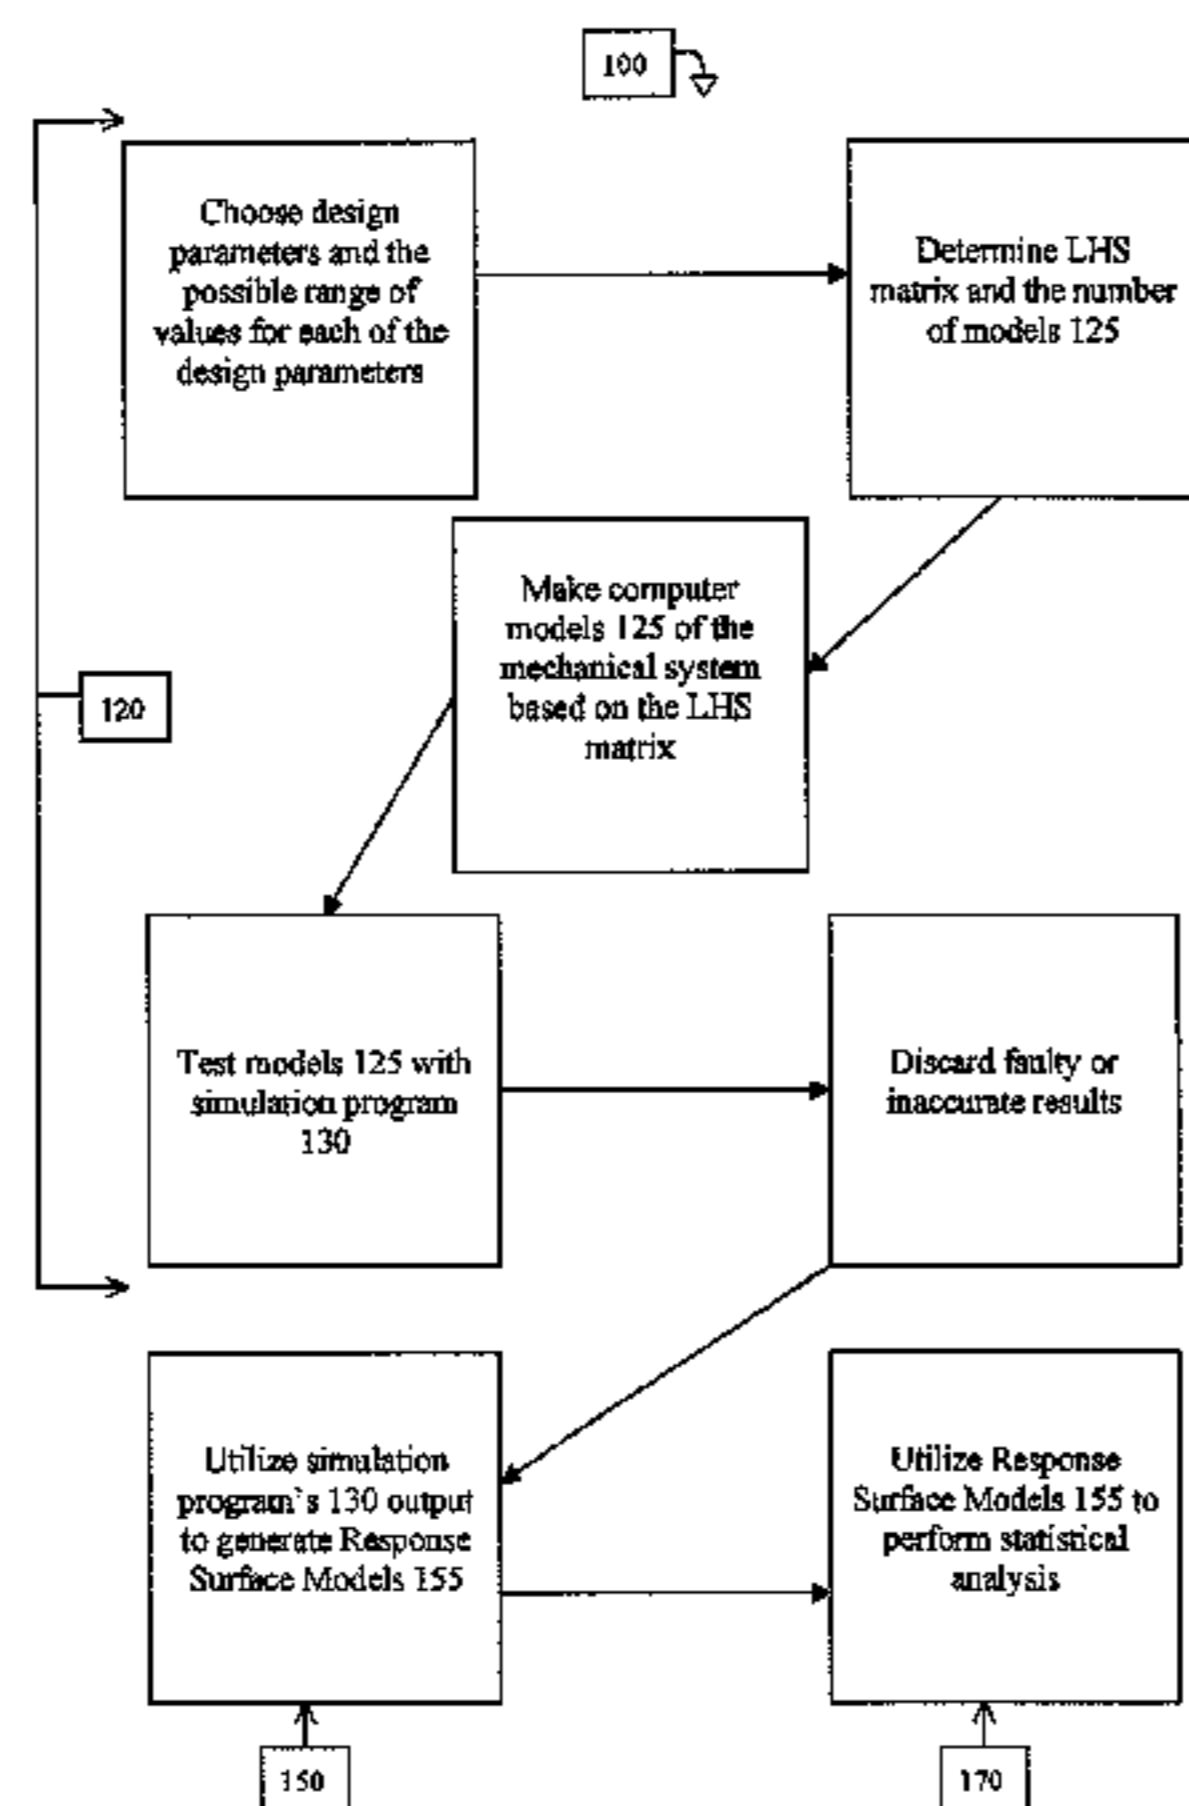 100
Choose design
parameters and the
possible range of
values for each of the
design parameters
Determine LHS
matrix and the number
of models 125
Make computer
models 125 of the
mechanical system
based on the LHS
matrix
120
Test models 125 with
simulation program
130
Discard faulty or
inaccurate results
Utilize simulation
program's 130 output
to generate Response
Surface Models 155
Utilize Response
Surface Models 155 to
perform statistical
analysis
150
170